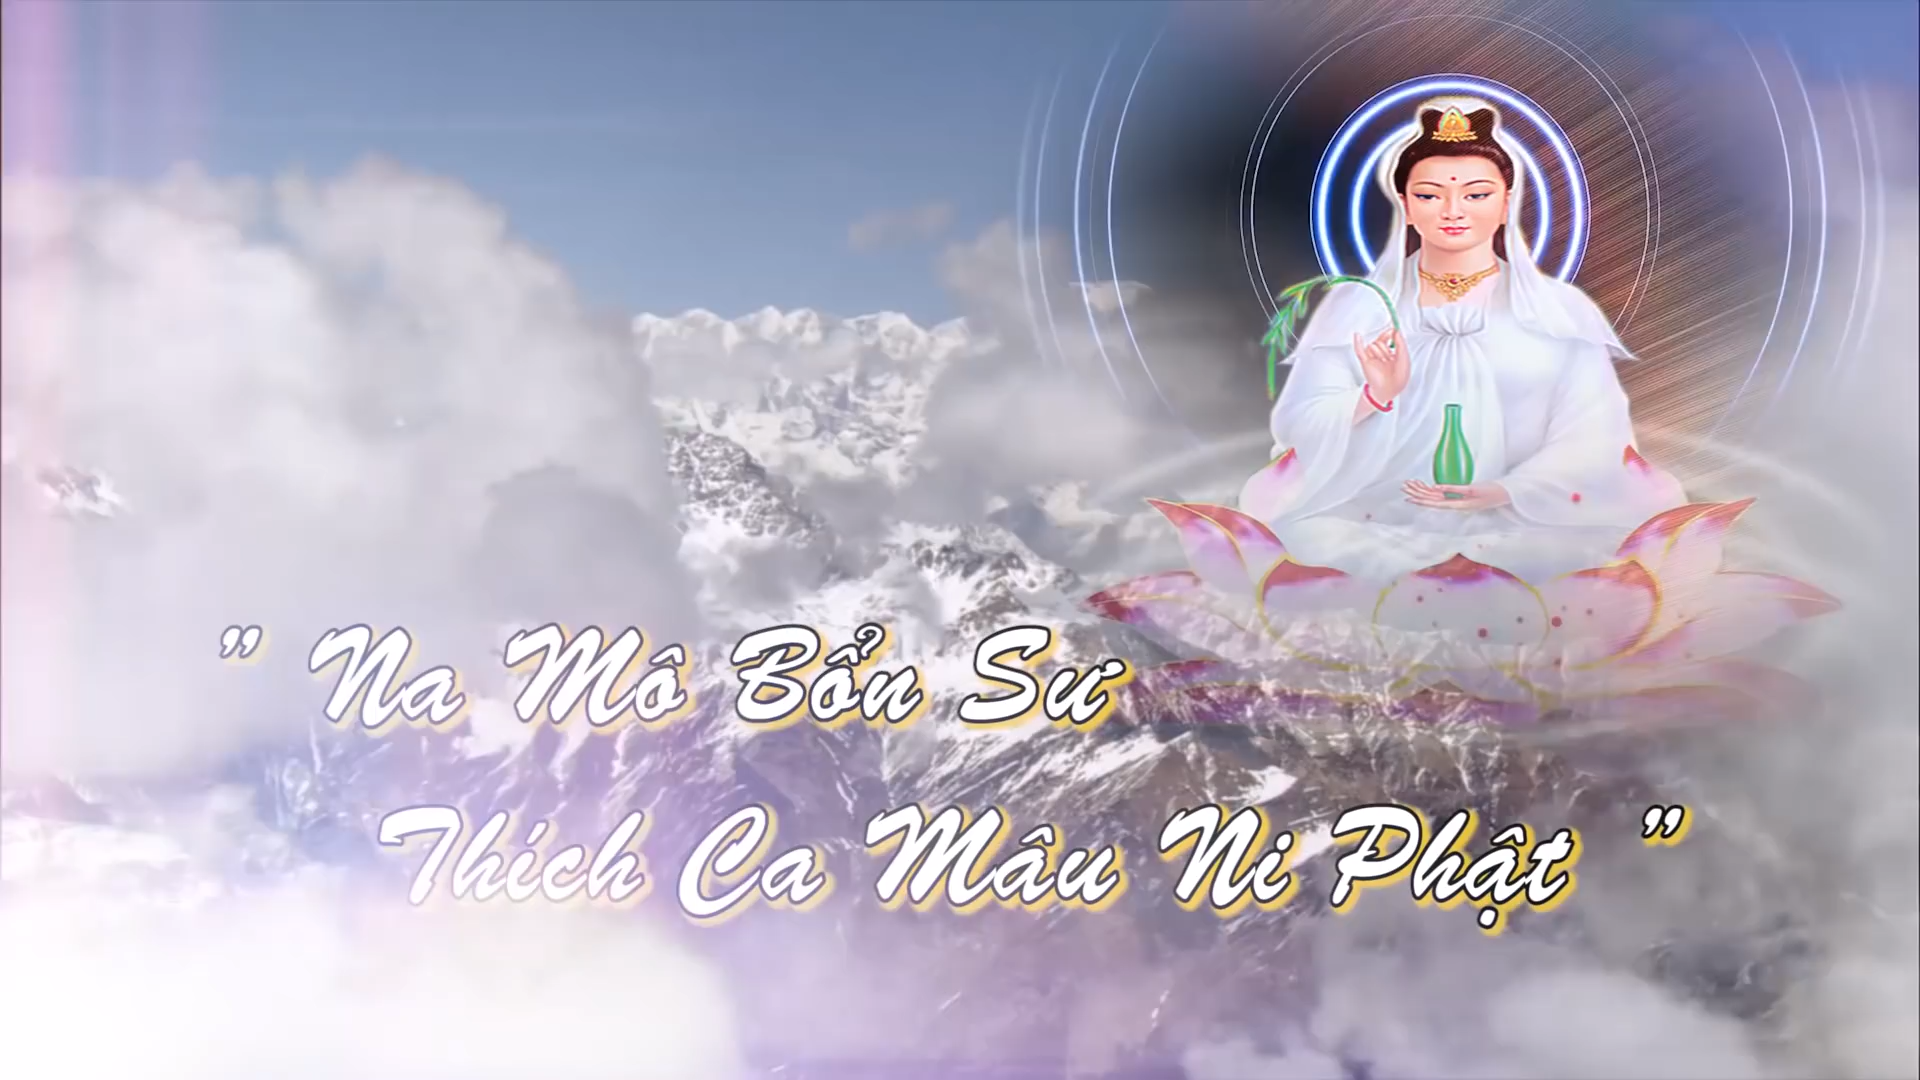 ” Na Mô Bổn Sư
Thích Ca Mâu Ni Phật ”